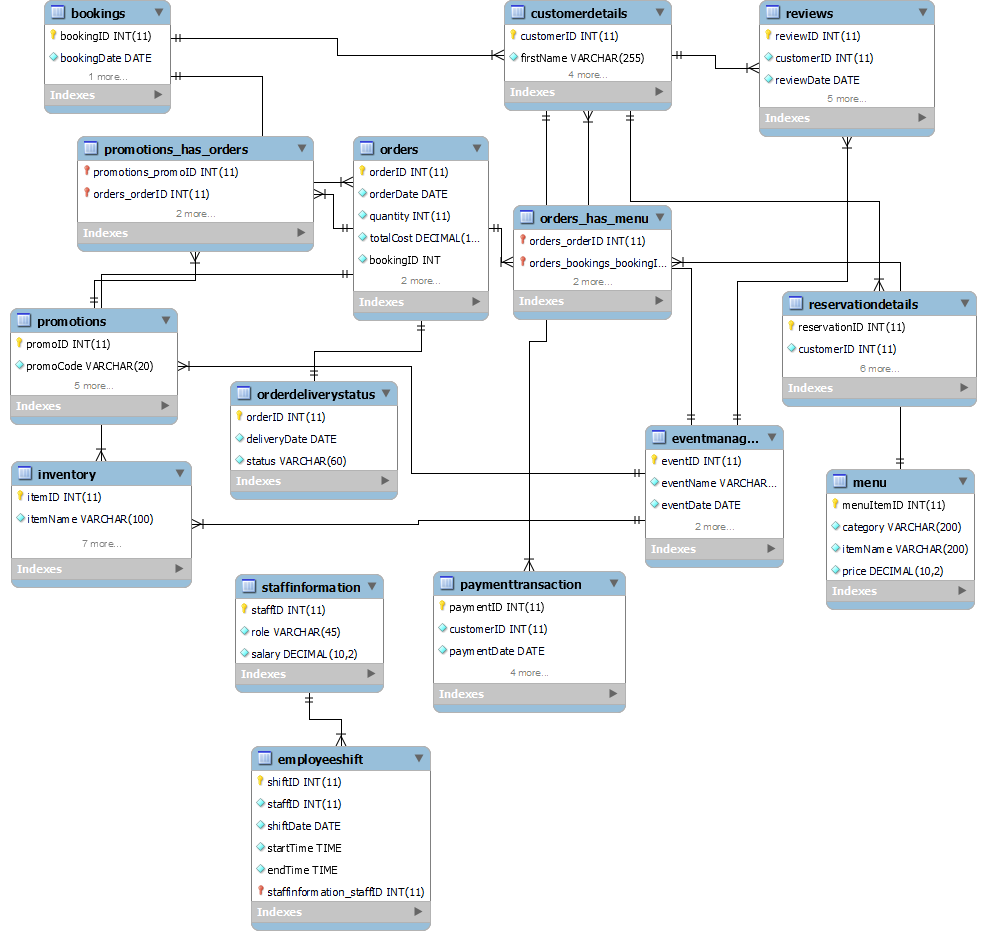 bookings
bookingID INT(11)
bookingDate DATE
1 more...
Indexes
customerdetails
customerID INT(11)
firstName VARCHAR(255)
4 more...
Indexes
reviews
reviewID INT(11)
customerID INT(11)
reviewDate DATE
5 more...
Indexes
promotions_has_orders
promotions_promoID INT(11)
orders_orderID INT(11)
2 more...
Indexes
orders
orderID INT(11)
orderDate DATE
quantity INT(11)
totalCost DECIMAL(1...
bookingID INT
2 more...
Indexes
orders_has_menu
orders_orderID INT(11)
orders_bookings_bookingI...
2 more...
Indexes
reservationdetails
reservationID INT(11)
customerID INT(11)
6 more...
Indexes
promotions
promoID INT(11)
promoCode VARCHAR(20)
5 more...
Indexes
orderdeliverystatus
orderID INT(11)
deliveryDate DATE
status VARCHAR(60)
Indexes
eventmanag...
eventID INT(11)
eventName VARCHAR...
eventDate DATE
2 more...
Indexes
inventory
itemID INT(11)
itemName VARCHAR(100)
7 more...
Indexes
menu
menuItemID INT(11)
category VARCHAR(200)
itemName VARCHAR(200)
price DECIMAL(10,2)
Indexes
staffinformation
staffID INT(11)
role VARCHAR(45)
salary DECIMAL(10,2)
Indexes
paymenttransaction
paymentID INT(11)
customerID INT(11)
paymentDate DATE
4 more...
Indexes
employeeshift
shiftID INT(11)
staffID INT(11)
shiftDate DATE
startTime TIME
endTime TIME
staffinformation_staffID INT(11)
Indexes